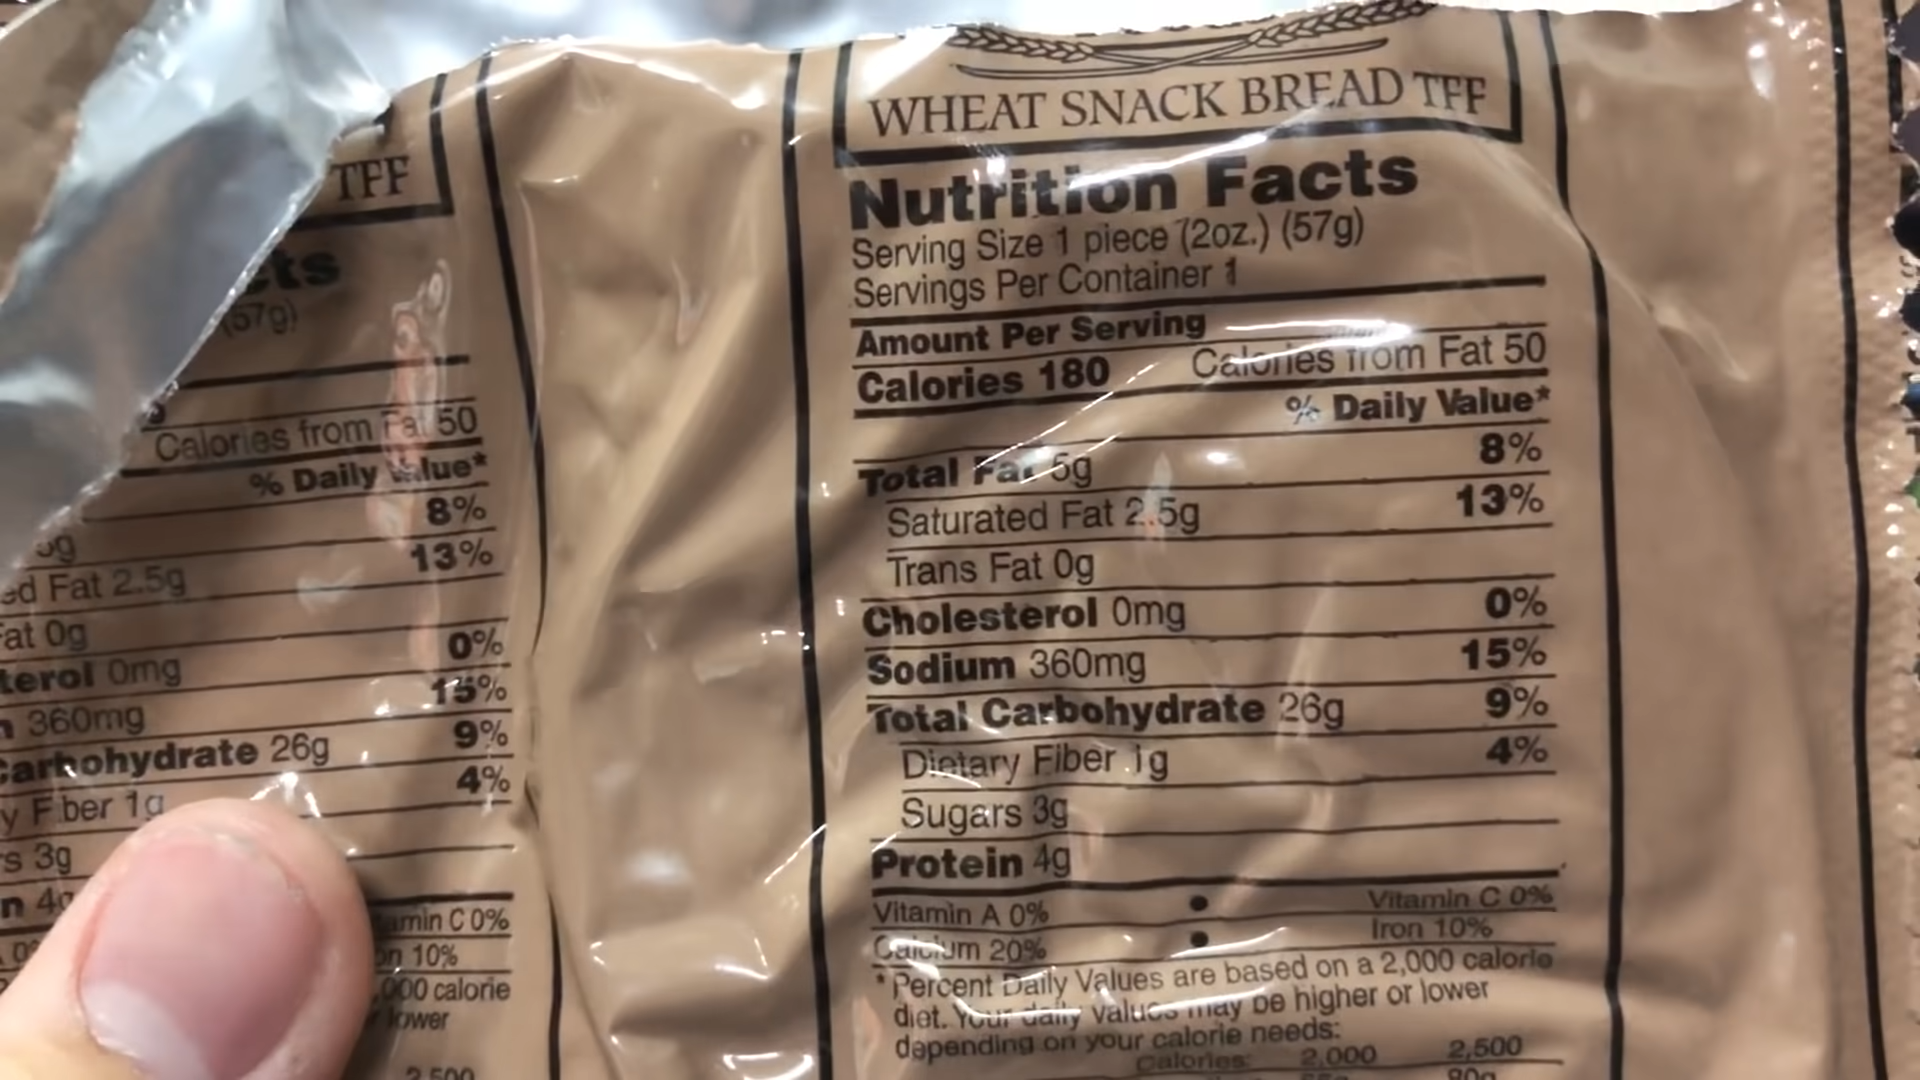 TFF
cts
(57g)
Calories from Fat 50
% Daily Value*
8%
5g
ed Fat 2.5g 13%
Fat 0g
terol 0mg 0%
n 360mg 15%
Carbohydrate 26g 9%
y Fiber 1g 4%
rs 3g
n 4g
amin C 0%
on 10%
,000 calorie
lower
2,500
WHEAT SNACK BREAD TFF
Nutrition Facts
Serving Size 1 piece (2oz.) (57g)
Servings Per Container 1
Amount Per Serving
Calories 180 Calories from Fat 50
% Daily Value*
Total Fat 5g 8%
Saturated Fat 2.5g 13%
Trans Fat 0g
Cholesterol 0mg 0%
Sodium 360mg 15%
Total Carbohydrate 26g 9%
Dietary Fiber 1g 4%
Sugars 3g
Protein 4g
Vitamin A 0% • Vitamin C 0%
Calcium 20% • Iron 10%
*Percent Daily Values are based on a 2,000 calorie
diet. Your daily values may be higher or lower
depending on your calorie needs:
Calories: 2,000 2,500
80g